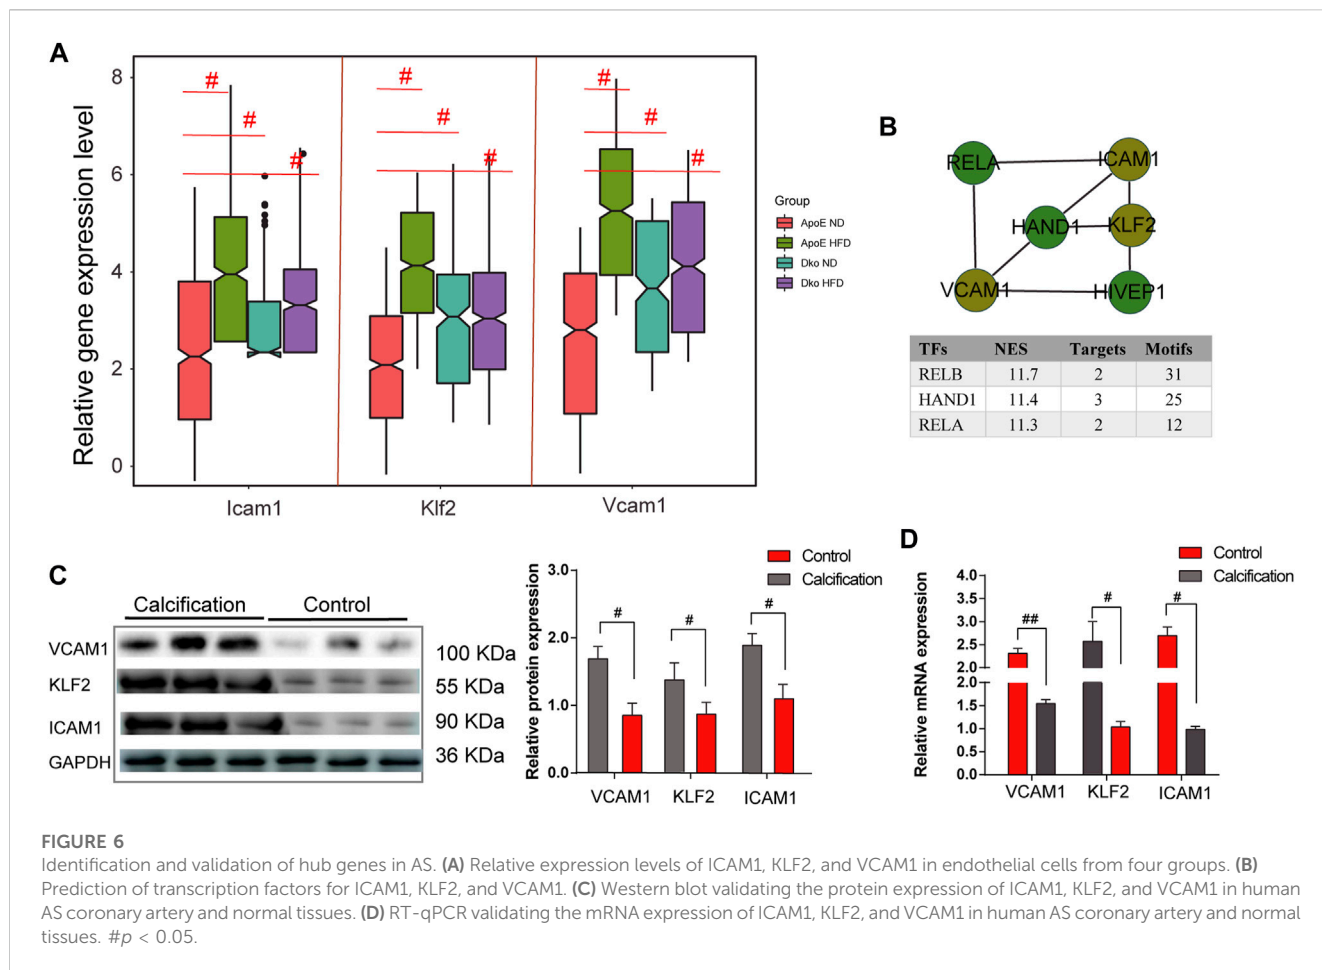 A
Relative gene expression level
8
6
4
2
0
# # #
# # #
# # #
Icam1 Klf2 Vcam1
Group
ApoE ND
ApoE HFD
Dko ND
Dko HFD
B
RELA ICAM1
HAND1 KLF2
VCAM1 HIVEP1
TFs NES Targets Motifs
RELB 11.7 2 31
HAND1 11.4 3 25
RELA 11.3 2 12
C
Calcification Control
VCAM1 100 KDa
KLF2 55 KDa
ICAM1 90 KDa
GAPDH 36 KDa
Control
Calcification
Relative protein expression
3.0
2.0
1.0
0.0
# # #
VCAM1 KLF2 ICAM1
D
Control
Calcification
Relative mRNA expression
4.0
3.5
3.0
2.5
2.0
2.0
1.5
1.0
0.5
0.0
## # #
VCAM1 KLF2 ICAM1
FIGURE 6
Identification and validation of hub genes in AS. (A) Relative expression levels of ICAM1, KLF2, and VCAM1 in endothelial cells from four groups. (B)
Prediction of transcription factors for ICAM1, KLF2, and VCAM1. (C) Western blot validating the protein expression of ICAM1, KLF2, and VCAM1 in human
AS coronary artery and normal tissues. (D) RT-qPCR validating the mRNA expression of ICAM1, KLF2, and VCAM1 in human AS coronary artery and normal
tissues. #p < 0.05.